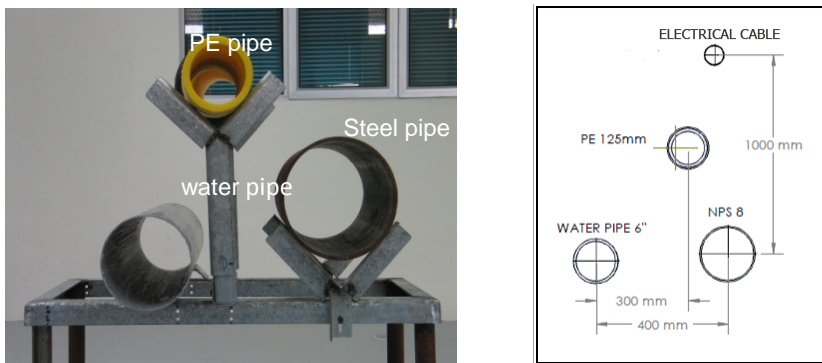 PE pipe
Steel pipe
water pipe
ELECTRICAL CABLE
PE 125mm
1000 mm
NPS 8
WATER PIPE 6"
300 mm
400 mm